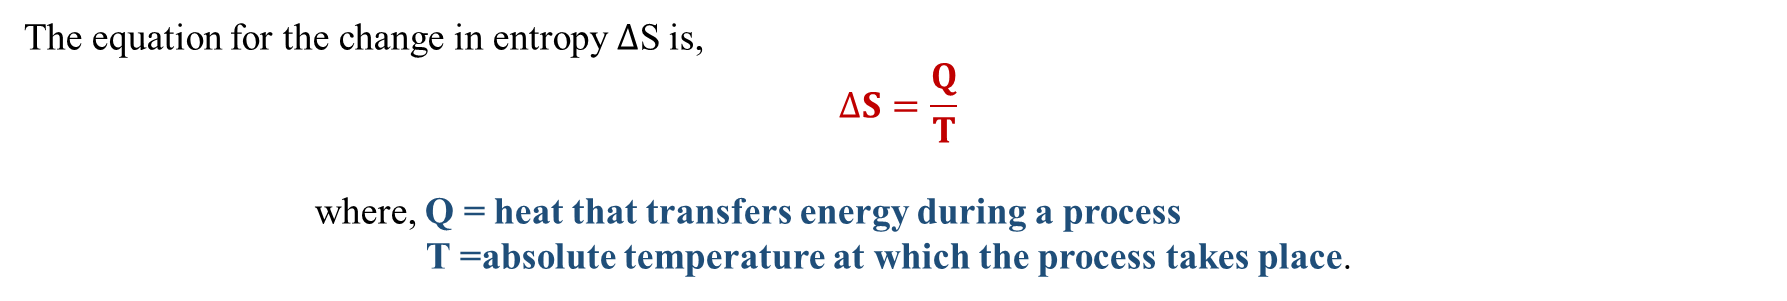 The equation for the change in entropy ΔS is,
ΔS = Q/T
where, Q = heat that transfers energy during a process
T =absolute temperature at which the process takes place.